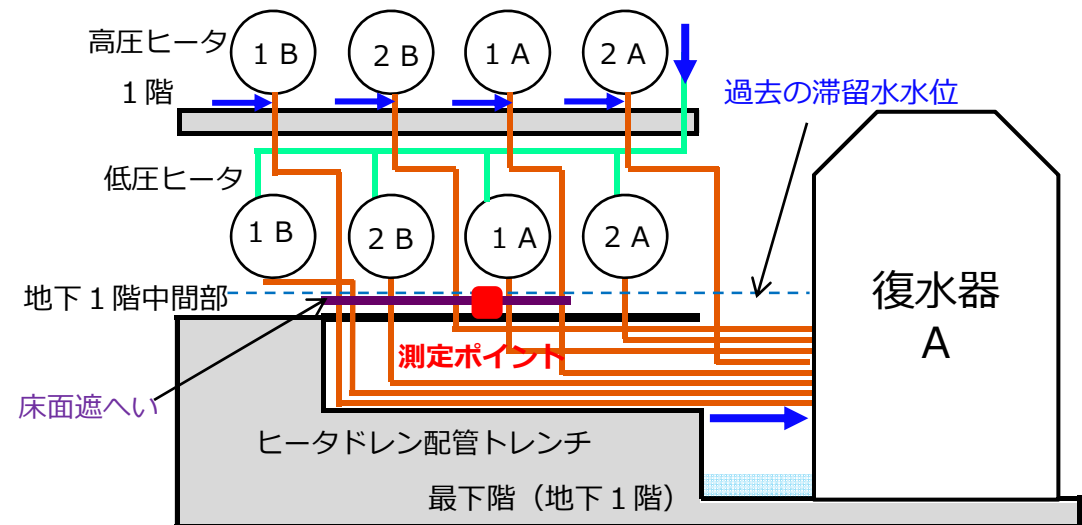 高圧ヒータ
１Ｂ
２Ｂ
１Ａ
２Ａ
１階
過去の滞留水水位
低圧ヒータ
１Ｂ
２Ｂ
１Ａ
２Ａ
地下１階中間部
復水器
A
測定ポイント
床面遮へい
ヒータドレン配管トレンチ
最下階（地下１階）